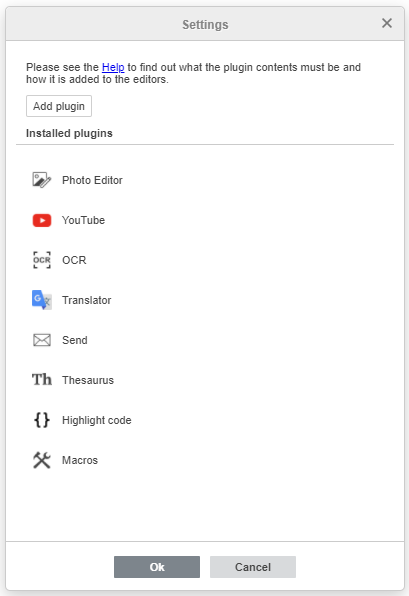 Settings
Please see the Help to find out what the plugin contents must be and
how it is added to the editors.
Add plugin
Installed plugins
Photo Editor
YouTube
OCR OCR
G Translator
Send
Th Thesaurus
{} Highlight code
Macros
Ok Cancel